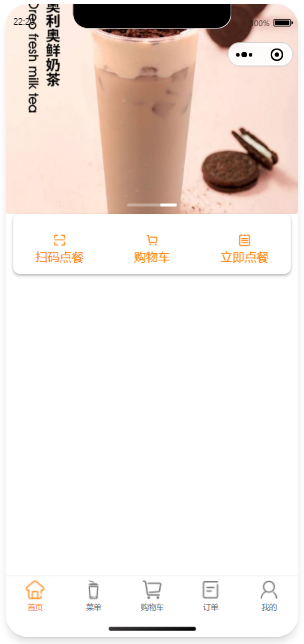 22:2
100%
奥利奥鲜奶茶
Oreo fresh milk tea
扫码点餐
购物车
立即点餐
首页
菜单
购物车
订单
我的